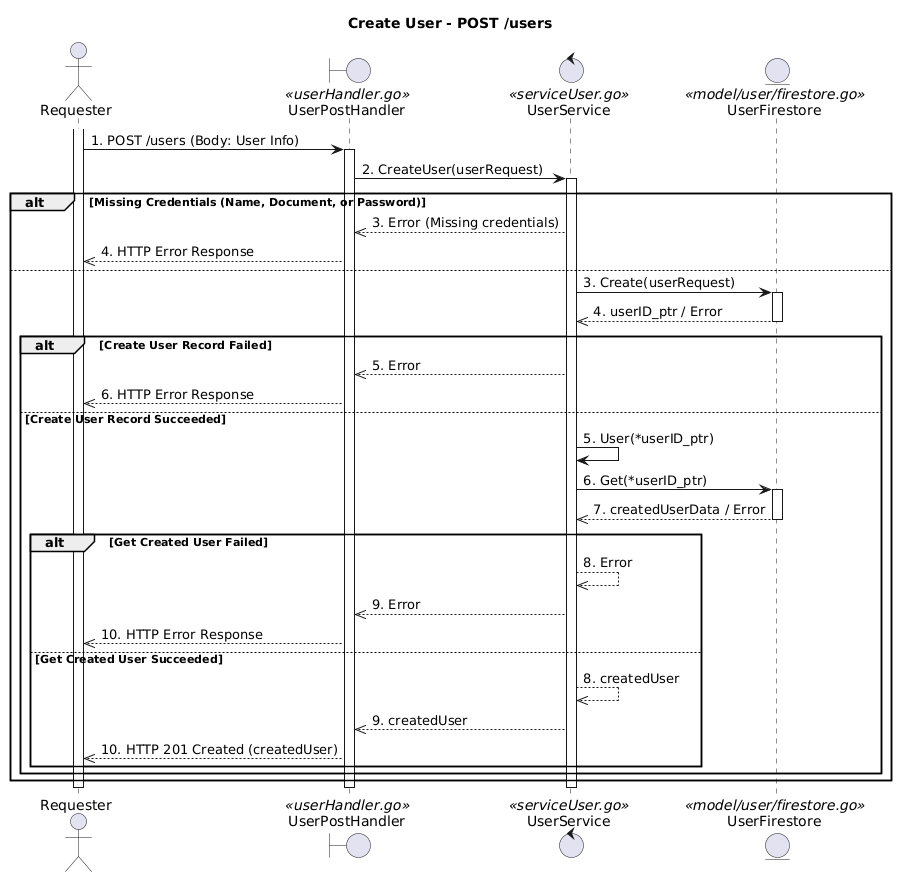 Create User - POST /users
«userHandler.go» «serviceUser.go» «model/user/firestore.go»
Requester UserPostHandler UserService UserFirestore
1. POST /users (Body: User Info)
2. CreateUser(userRequest)
alt [Missing Credentials (Name, Document, or Password)]
3. Error (Missing credentials)
4. HTTP Error Response
3. Create(userRequest)
4. userID_ptr / Error
alt [Create User Record Failed]
5. Error
6. HTTP Error Response
[Create User Record Succeeded]
5. User(*userID_ptr)
6. Get(*userID_ptr)
7. createdUserData / Error
alt [Get Created User Failed]
8. Error
9. Error
10. HTTP Error Response
[Get Created User Succeeded]
8. createdUser
9. createdUser
10. HTTP 201 Created (createdUser)
Requester «userHandler.go» «serviceUser.go» «model/user/firestore.go»
UserPostHandler UserService UserFirestore